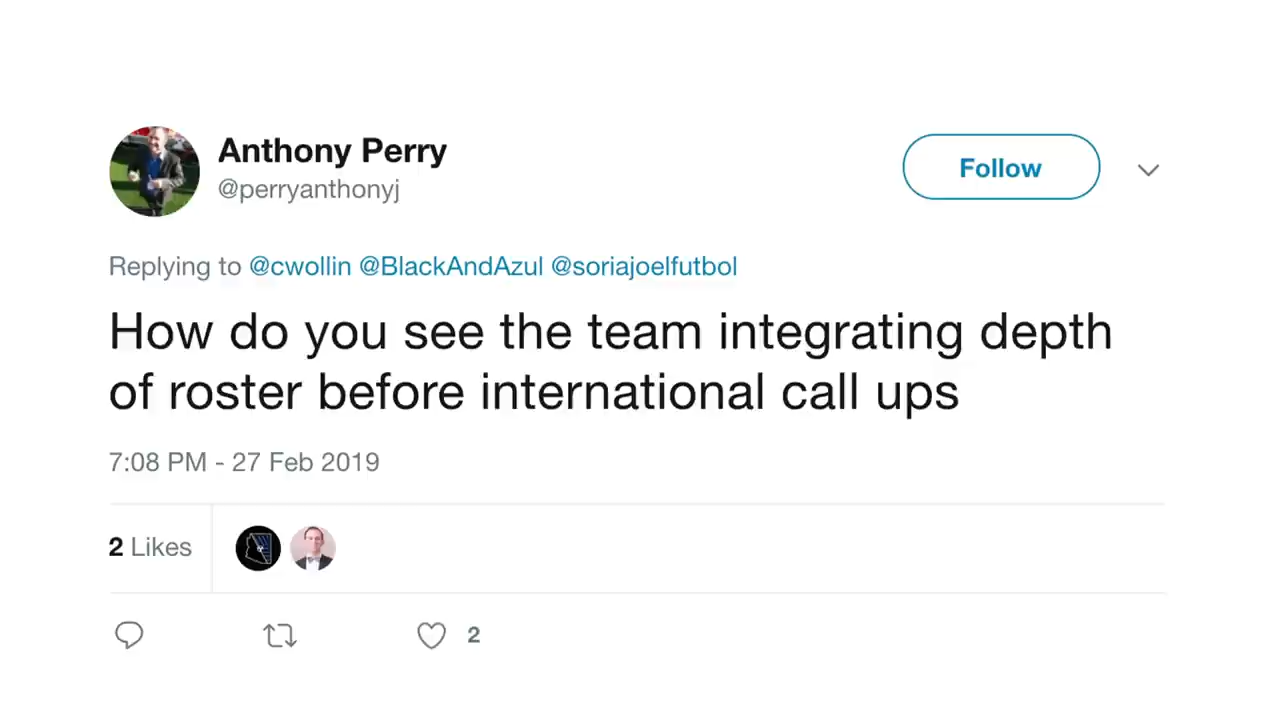 Anthony Perry
@perryanthonyj
Follow
Replying to @cwollin @BlackAndAzul @soriajoelfutbol
How do you see the team integrating depth
of roster before international call ups
7:08 PM - 27 Feb 2019
2 Likes
2